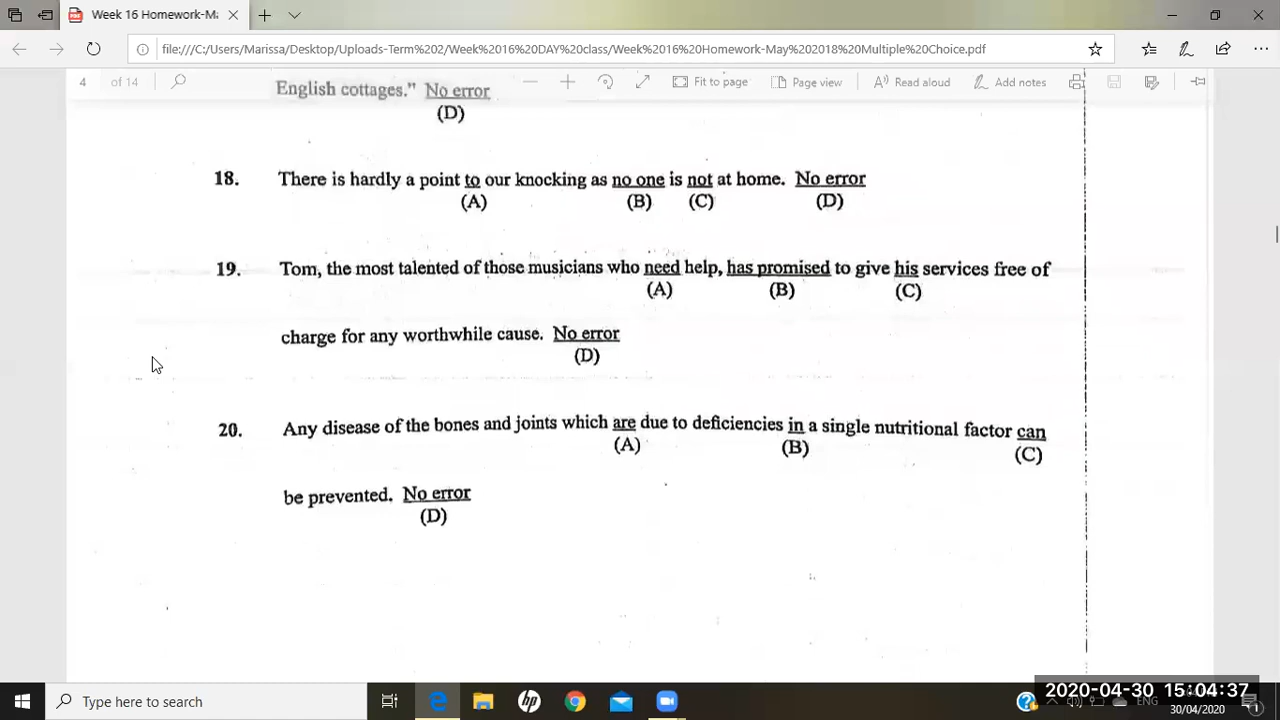 Week 16 Homework-Ma
file:///C:/Users/Marissa/Desktop/Uploads-Term%202/Week%2016%20DAY%20class/Week%2016%20Homework-May%202018%20Multiple%20Choice.pdf
4 of 14 Fit to page Page view Read aloud Add notes
English cottages." No error
(D)
18. There is hardly a point to our knocking as no one is not at home. No error
(A) (B) (C) (D)
19. Tom, the most talented of those musicians who need help, has promised to give his services free of
(A) (B) (C)
charge for any worthwhile cause. No error
(D)
20. Any disease of the bones and joints which are due to deficiencies in a single nutritional factor can
(A) (B) (C)
be prevented. No error
(D)
Type here to search
hp
ENG
2020-04-30 15:04:37
30/04/2020